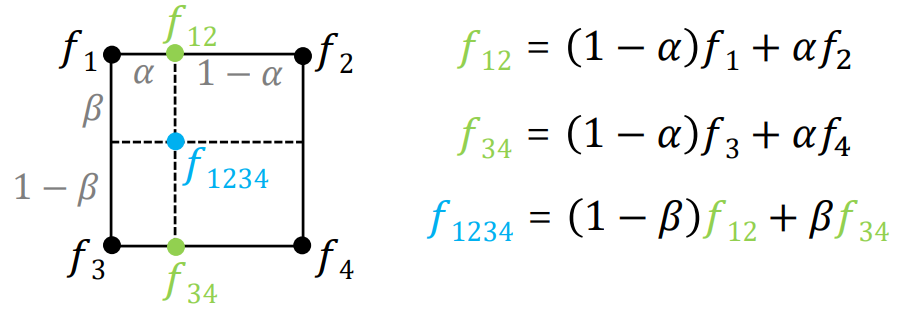 f₁₂
f₁ f₂
α 1 − α
β
f₁₂₃₄
1 − β
f₃ f₄
f₃₄
f₁₂ = (1 − α)f₁ + αf₂
f₃₄ = (1 − α)f₃ + αf₄
f₁₂₃₄ = (1 − β)f₁₂ + βf₃₄